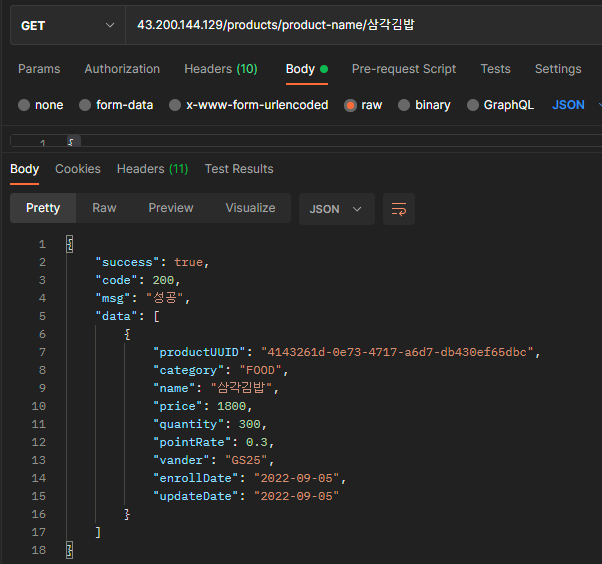 GET 43.200.144.129/products/product-name/삼각김밥
Params Authorization Headers (10) Body Pre-request Script Tests Settings
none form-data x-www-form-urlencoded raw binary GraphQL JSON
1 {
Body Cookies Headers (11) Test Results
Pretty Raw Preview Visualize JSON
1 {
2 "success": true,
3 "code": 200,
4 "msg": "성공",
5 "data": [
6 {
7 "productUUID": "4143261d-0e73-4717-a6d7-db430ef65dbc",
8 "category": "FOOD",
9 "name": "삼각김밥",
10 "price": 1800,
11 "quantity": 300,
12 "pointRate": 0.3,
13 "vander": "GS25",
14 "enrollDate": "2022-09-05",
15 "updateDate": "2022-09-05"
16 }
17 ]
18 }